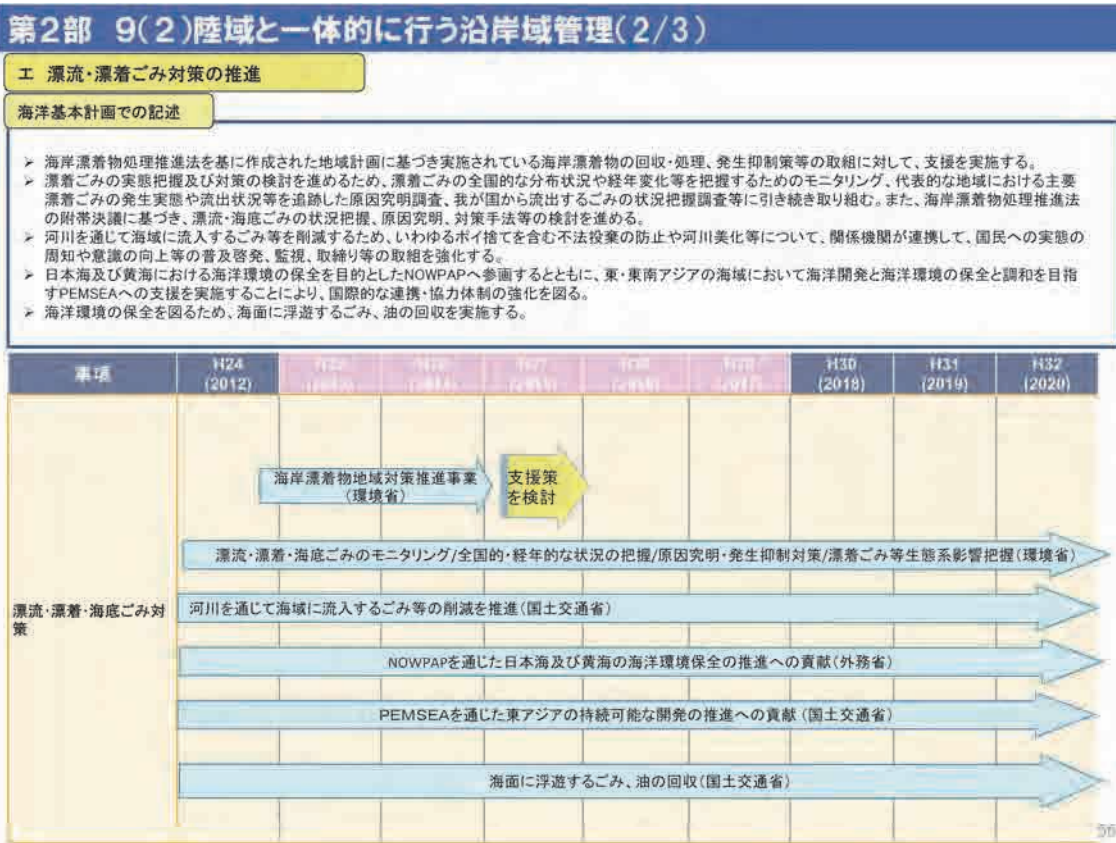 第2部 9(2)陸域と一体的に行う沿岸域管理(2/3)
エ 漂流・漂着ごみ対策の推進
海洋基本計画での記述
➢ 海岸漂着物処理推進法を基に作成された地域計画に基づき実施されている海岸漂着物の回収・処理、発生抑制策等の取組に対して、支援を実施する。
➢ 漂着ごみの実態把握及び対策の検討を進めるため、漂着ごみの全国的な分布状況や経年変化等を把握するためのモニタリング、代表的な地域における主要
漂着ごみの発生実態や流出状況等を追跡した原因究明調査、我が国から流出するごみの状況把握調査等に引き続き取り組む。また、海岸漂着物処理推進法
の附帯決議に基づき、漂流・海底ごみの状況把握、原因究明、対策手法等の検討を進める。
➢ 河川を通じて海域に流入するごみ等を削減するため、いわゆるポイ捨てを含む不法投棄の防止や河川美化等について、関係機関が連携して、国民への実態の
周知や意識の向上等の普及啓発、監視、取締り等の取組を強化する。
➢ 日本海及び黄海における海洋環境の保全を目的としたNOWPAPへ参画するとともに、東・東南アジアの海域において海洋開発と海洋環境の保全と調和を目指
すPEMSEAへの支援を実施することにより、国際的な連携・協力体制の強化を図る。
➢ 海洋環境の保全を図るため、海面に浮遊するごみ、油の回収を実施する。
事項 H24 H30 H31 H32
(2012) (2018) (2019) (2020)
海岸漂着物地域対策推進事業
(環境省)
支援策
を検討
漂流・漂着・海底ごみのモニタリング/全国的・経年的な状況の把握/原因究明・発生抑制対策/漂着ごみ等生態系影響把握(環境省)
漂流・漂着・海底ごみ対
策
河川を通じて海域に流入するごみ等の削減を推進(国土交通省)
NOWPAPを通じた日本海及び黄海の海洋環境保全の推進への貢献(外務省)
PEMSEAを通じた東アジアの持続可能な開発の推進への貢献(国土交通省)
海面に浮遊するごみ、油の回収(国土交通省)